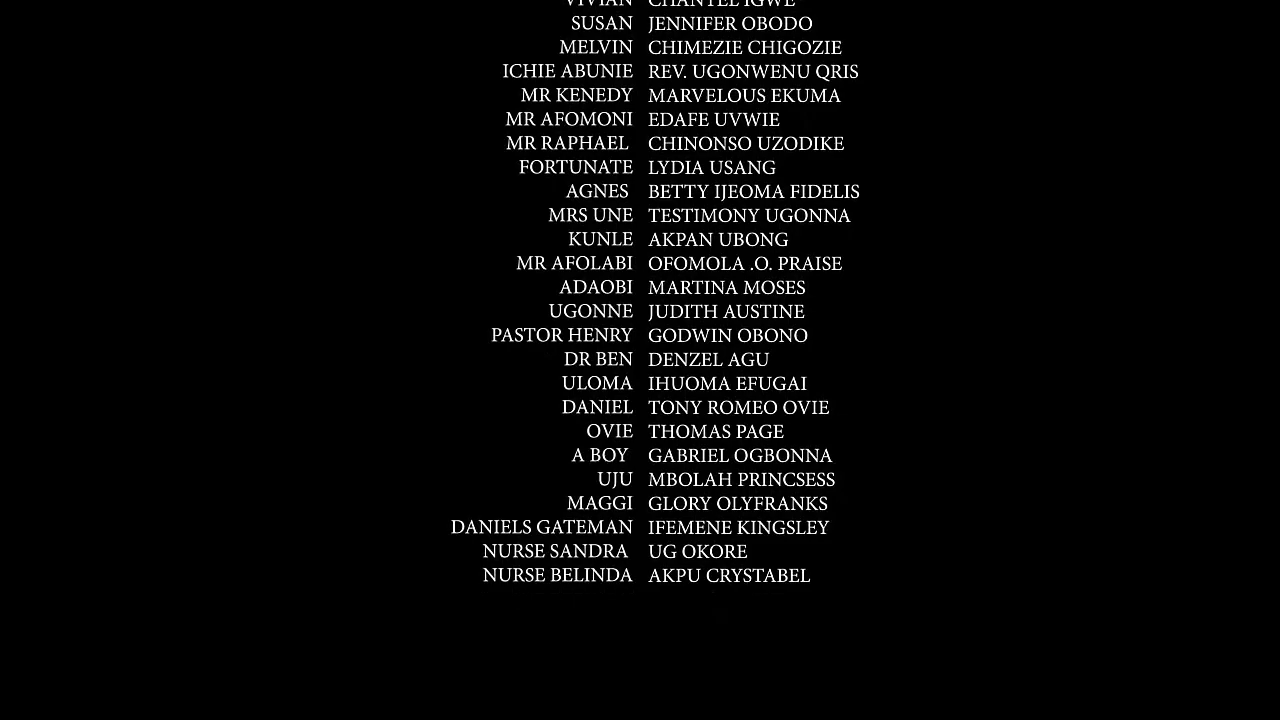 VIVIAN CHANTEL IGWE
SUSAN JENNIFER OBODO
MELVIN CHIMEZIE CHIGOZIE
ICHIE ABUNIE REV. UGONWENU QRIS
MR KENEDY MARVELOUS EKUMA
MR AFOMONI EDAFE UVWIE
MR RAPHAEL CHINONSO UZODIKE
FORTUNATE LYDIA USANG
AGNES BETTY IJEOMA FIDELIS
MRS UNE TESTIMONY UGONNA
KUNLE AKPAN UBONG
MR AFOLABI OFOMOLA .O. PRAISE
ADAOBI MARTINA MOSES
UGONNE JUDITH AUSTINE
PASTOR HENRY GODWIN OBONO
DR BEN DENZEL AGU
ULOMA IHUOMA EFUGAI
DANIEL TONY ROMEO OVIE
OVIE THOMAS PAGE
A BOY GABRIEL OGBONNA
UJU MBOLAH PRINCSESS
MAGGI GLORY OLYFRANKS
DANIELS GATEMAN IFEMENE KINGSLEY
NURSE SANDRA UG OKORE
NURSE BELINDA AKPU CRYSTABEL